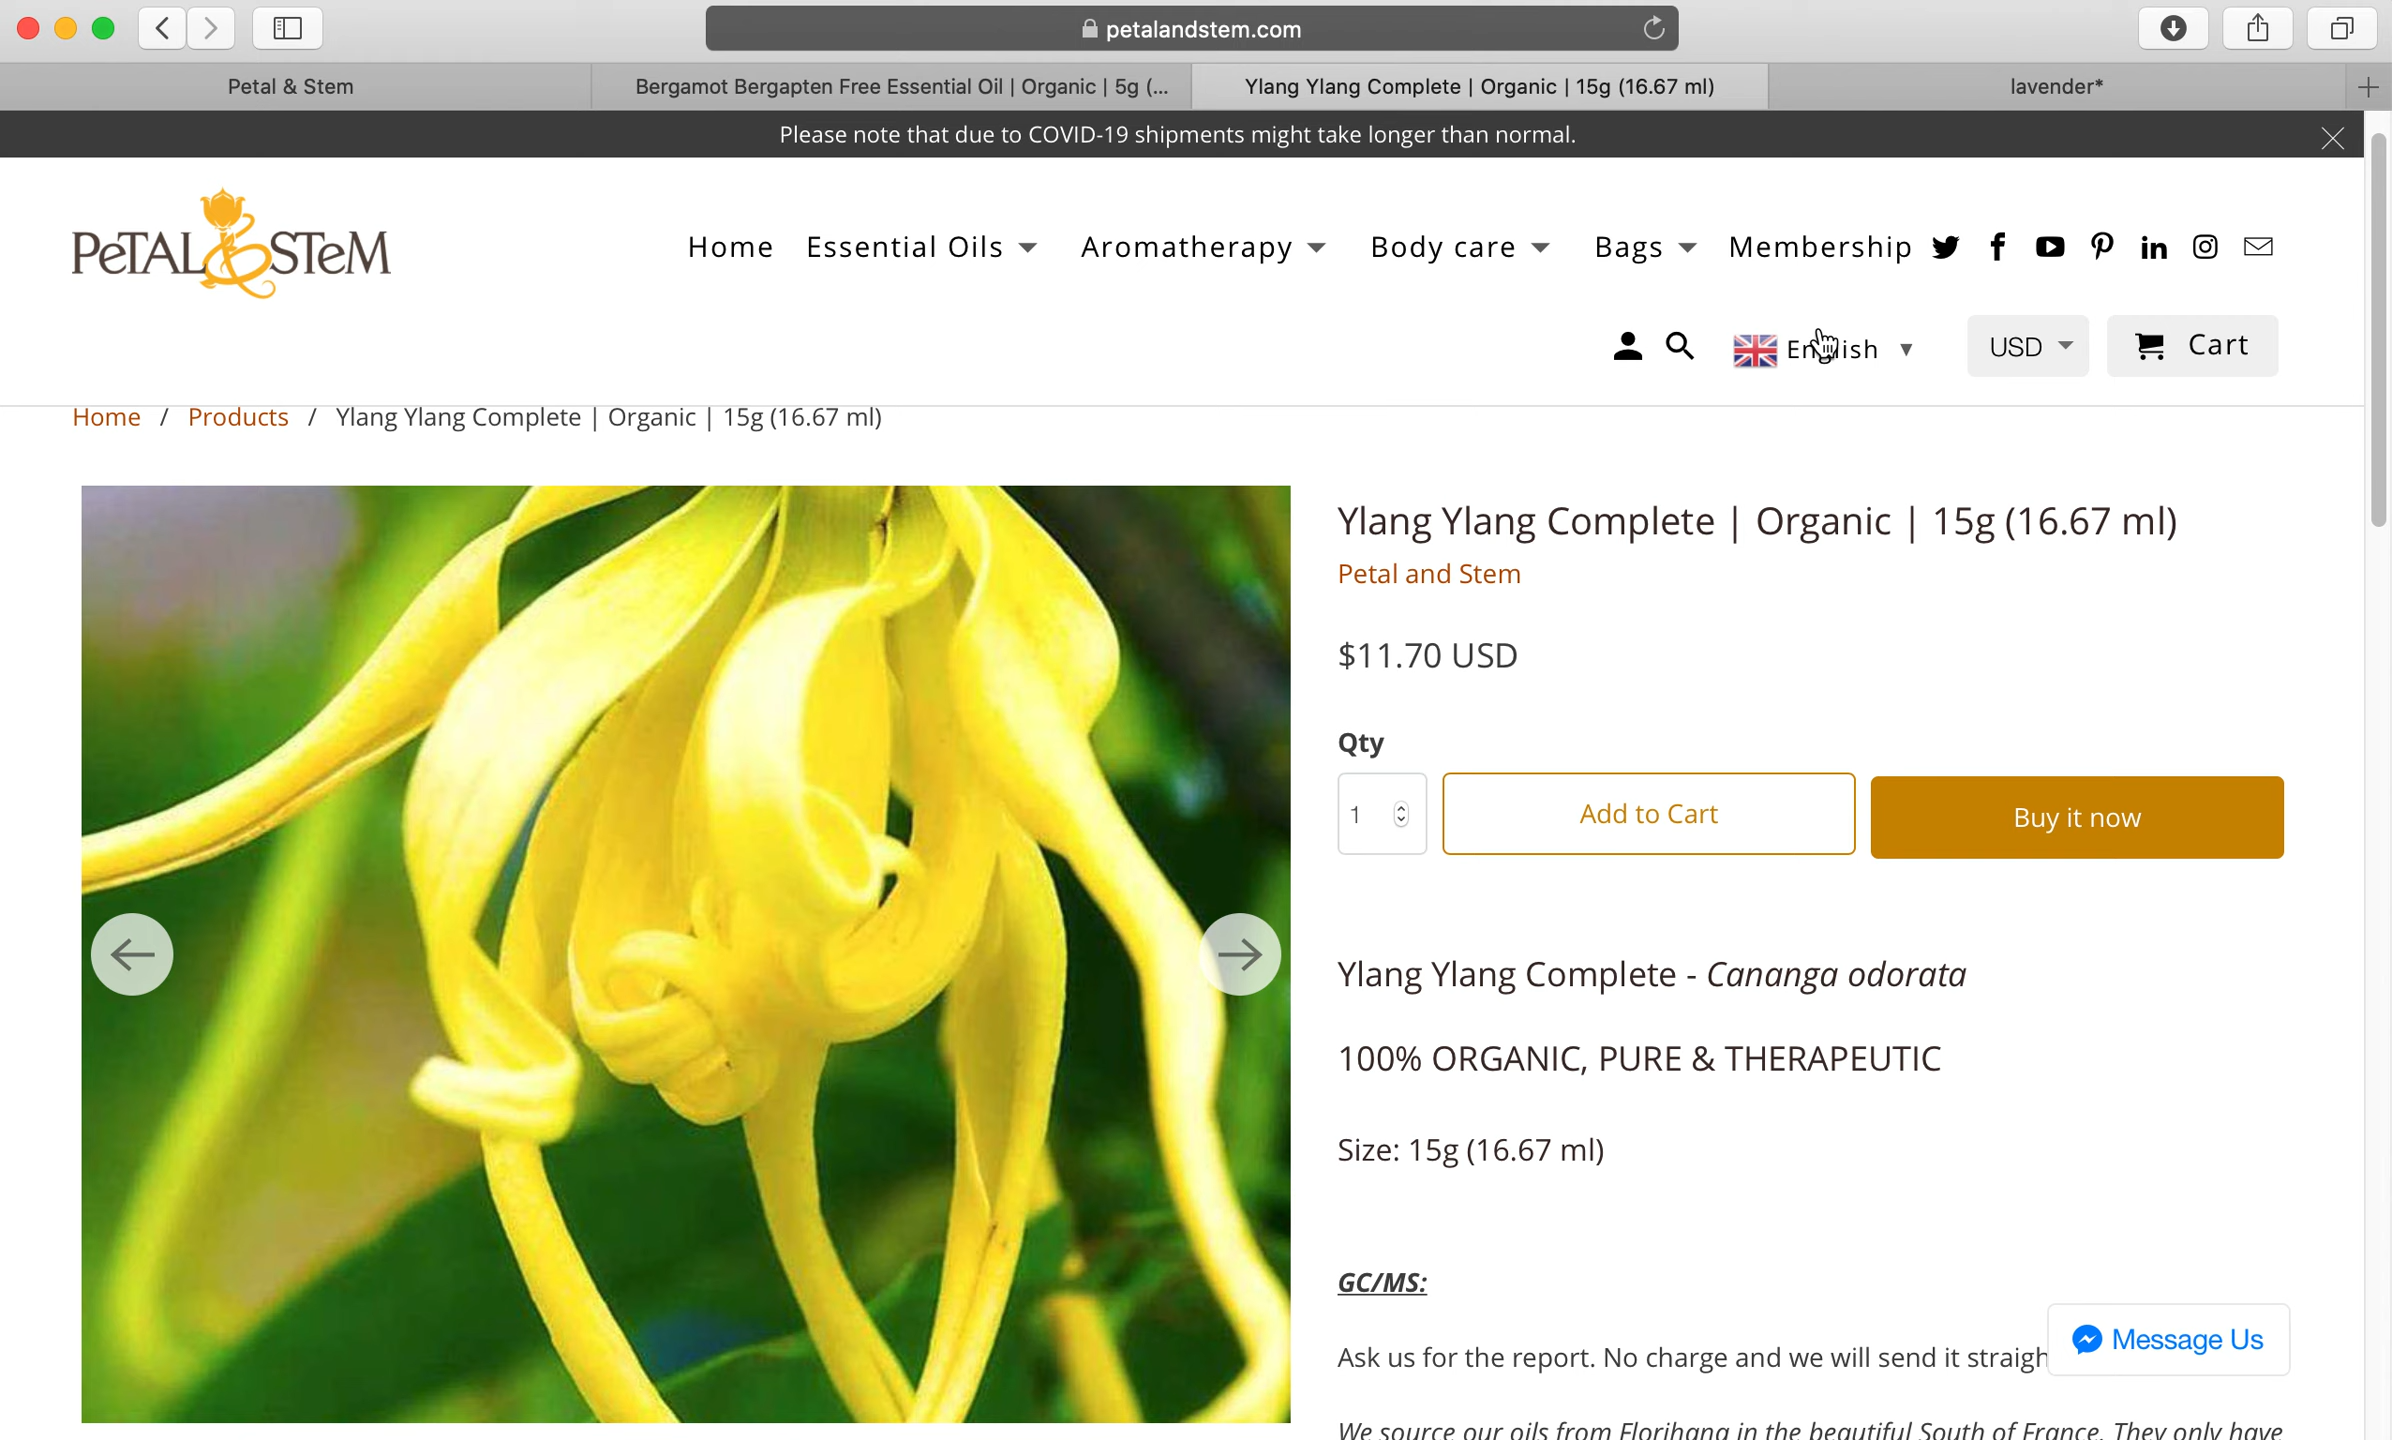 petalandstem.com
Petal & Stem
Bergamot Bergapten Free Essential Oil | Organic | 5g (...
Ylang Ylang Complete | Organic | 15g (16.67 ml)
lavender*
Please note that due to COVID-19 shipments might take longer than normal.
PeTAL & STeM
Home Essential Oils Aromatherapy Body care Bags Membership
English USD Cart
Home / Products / Ylang Ylang Complete | Organic | 15g (16.67 ml)
Ylang Ylang Complete | Organic | 15g (16.67 ml)
Petal and Stem
$11.70 USD
Qty
1 Add to Cart Buy it now
Ylang Ylang Complete - Cananga odorata
100% ORGANIC, PURE & THERAPEUTIC
Size: 15g (16.67 ml)
GC/MS:
Ask us for the report. No charge and we will send it straigh
Message Us
We source our oils from Florihana in the beautiful South of France. They only have